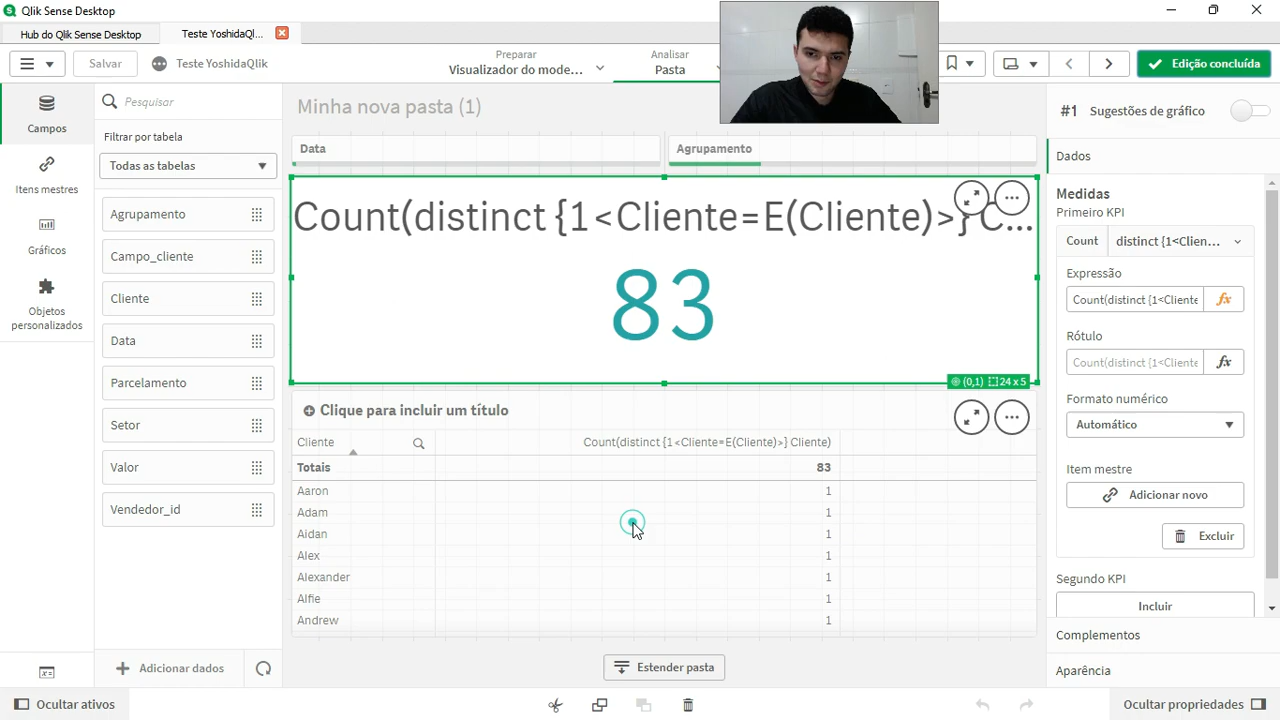 Qlik Sense Desktop
Hub do Qlik Sense Desktop
Teste YoshidaQl...
Salvar
Teste YoshidaQlik
Preparar
Visualizador do mode...
Analisar
Pasta
Edição concluída
Campos
Itens mestres
Gráficos
Objetos personalizados
Pesquisar
Filtrar por tabela
Todas as tabelas
Agrupamento
Campo_cliente
Cliente
Data
Parcelamento
Setor
Valor
Vendedor_id
Adicionar dados
Ocultar ativos
Minha nova pasta (1)
Data
Agrupamento
Count(distinct {1<Cliente=E(Cliente)>} C...
83
(0,1) 24 x 5
Clique para incluir um título
Cliente Count(distinct {1<Cliente=E(Cliente)>} Cliente)
Totais 83
Aaron 1
Adam 1
Aidan 1
Alex 1
Alexander 1
Alfie 1
Andrew 1
Estender pasta
#1 Sugestões de gráfico
Dados
Medidas
Primeiro KPI
Count distinct {1<Clien...
Expressão
Count(distinct {1<Cliente
Rótulo
Count(distinct {1<Cliente
Formato numérico
Automático
Item mestre
Adicionar novo
Excluir
Segundo KPI
Incluir
Complementos
Aparência
Ocultar propriedades